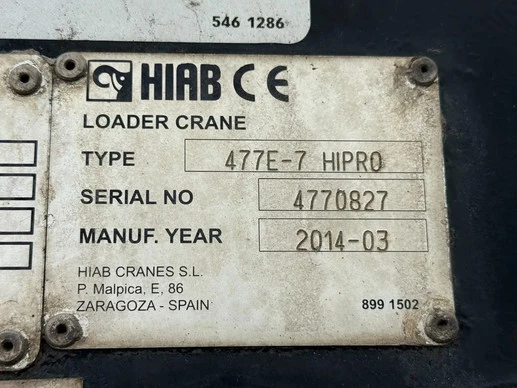 546 1286
HIAB CE
LOADER CRANE
TYPE 477E-7 HIPRO
SERIAL NO 4770827
MANUF. YEAR 2014-03
HIAB CRANES S.L.
P. Malpica, E, 86
ZARAGOZA - SPAIN 899 1502